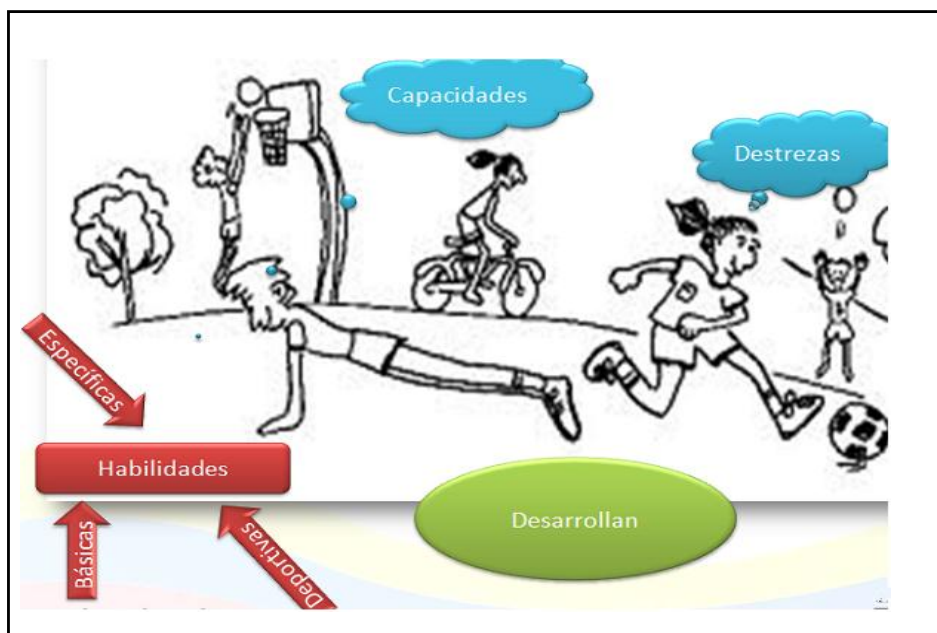 Capacidades
Destrezas
Específicas
Habilidades
Desarrollan
Básicas
Deportivas